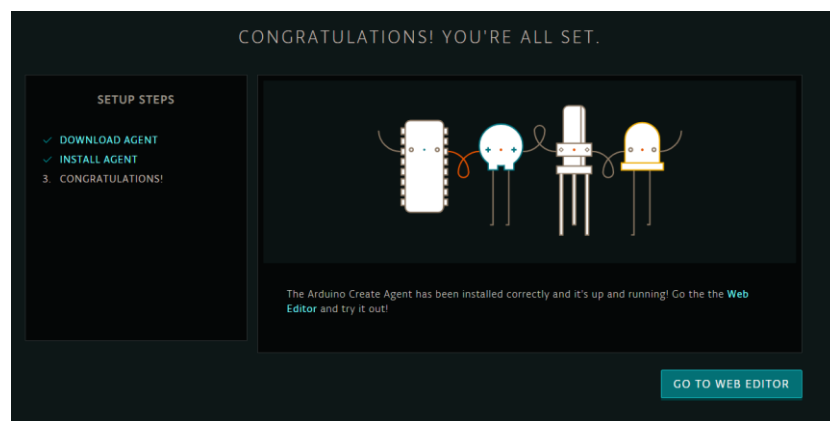 CONGRATULATIONS! YOU'RE ALL SET.
SETUP STEPS
✓ DOWNLOAD AGENT
✓ INSTALL AGENT
3. CONGRATULATIONS!
The Arduino Create Agent has been installed correctly and it's up and running! Go the the Web
Editor and try it out!
GO TO WEB EDITOR